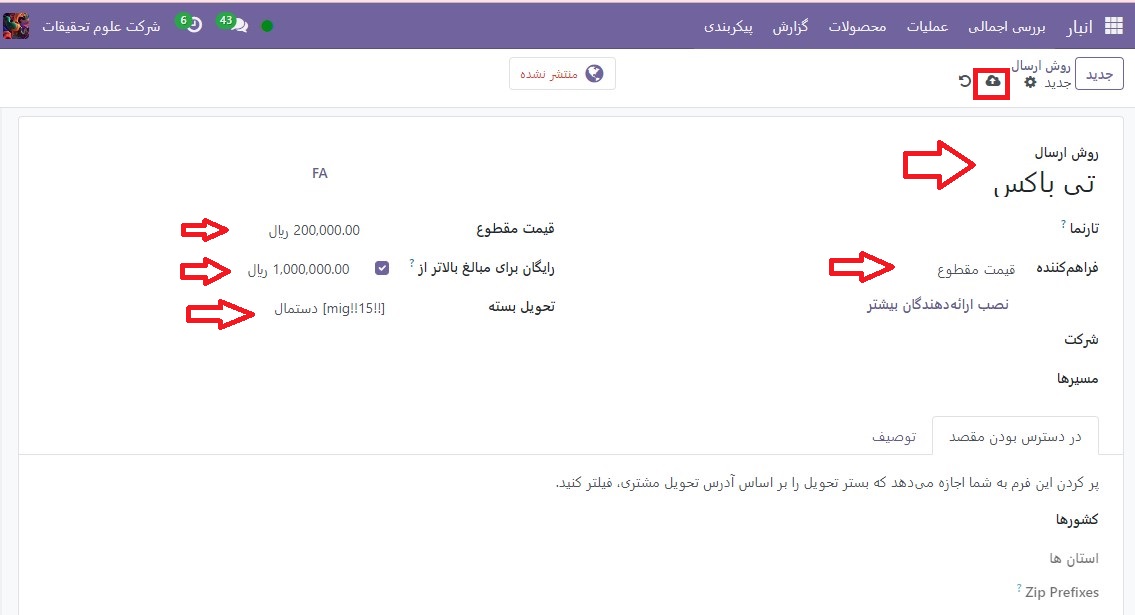 انبار بررسی اجمالی عملیات محصولات گزارش پیکربندی 43 6 شرکت علوم تحقیقات
جدید روش ارسال
جدید
منتشر نشده
روش ارسال
تی باکس
FA
تارنما ?
قیمت مقطوع 200,000.00 ریال
فراهم‌کننده قیمت مقطوع
رایگان برای مبالغ بالاتر از ? 1,000,000.00 ریال
نصب ارائه‌دهندگان بیشتر
تحویل بسته [mig!!15!!] دستمال
شرکت
مسیرها
در دسترس بودن مقصد توصیف
پر کردن این فرم به شما اجازه می‌دهد که بستر تحویل را بر اساس آدرس تحویل مشتری، فیلتر کنید.
کشورها
استان ها
Zip Prefixes ?